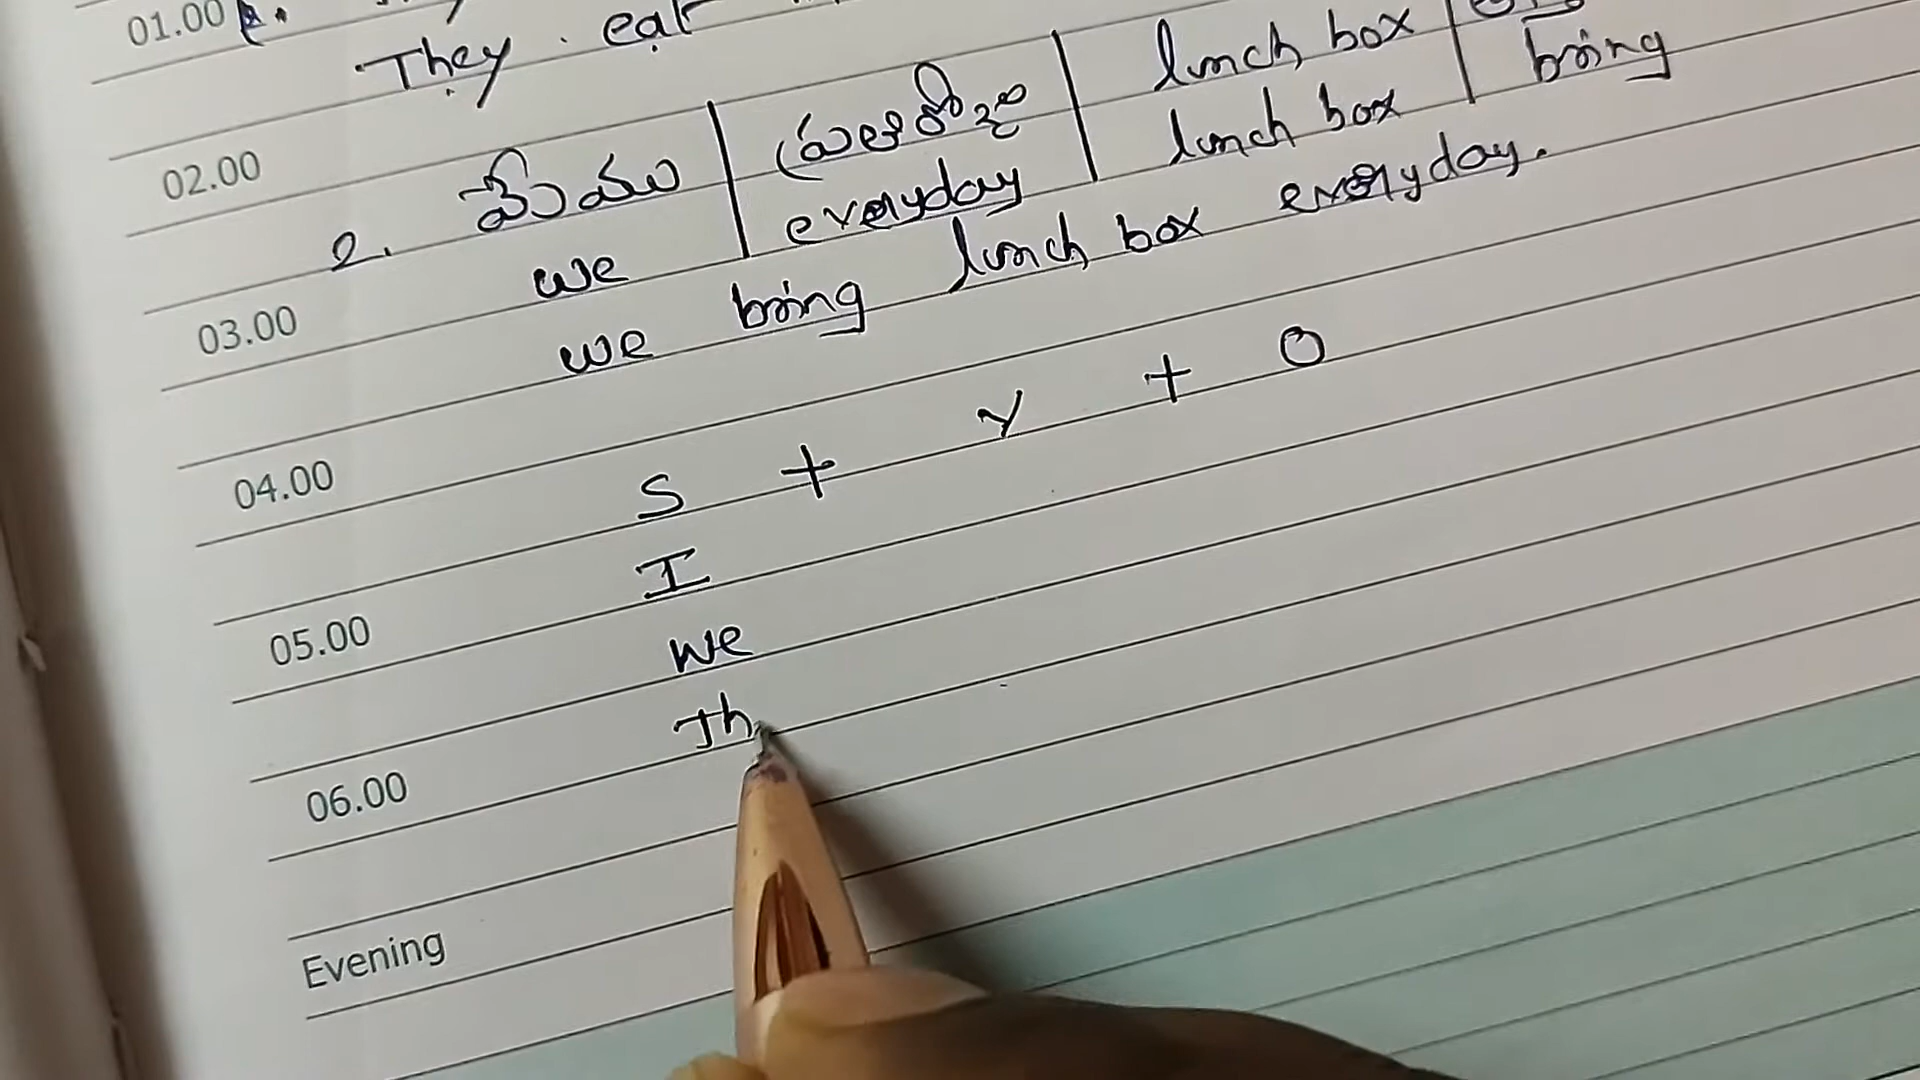 01.00
They eat
lunch box
02.00 2. మేము ప్రతిరోజూ lunch box bring
we everyday
03.00 we bring lunch box everyday.
04.00 S + V + O
I
05.00 We
Th
06.00
Evening